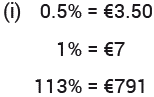 (i) 0.5% = €3.50
1% = €7
113% = €791